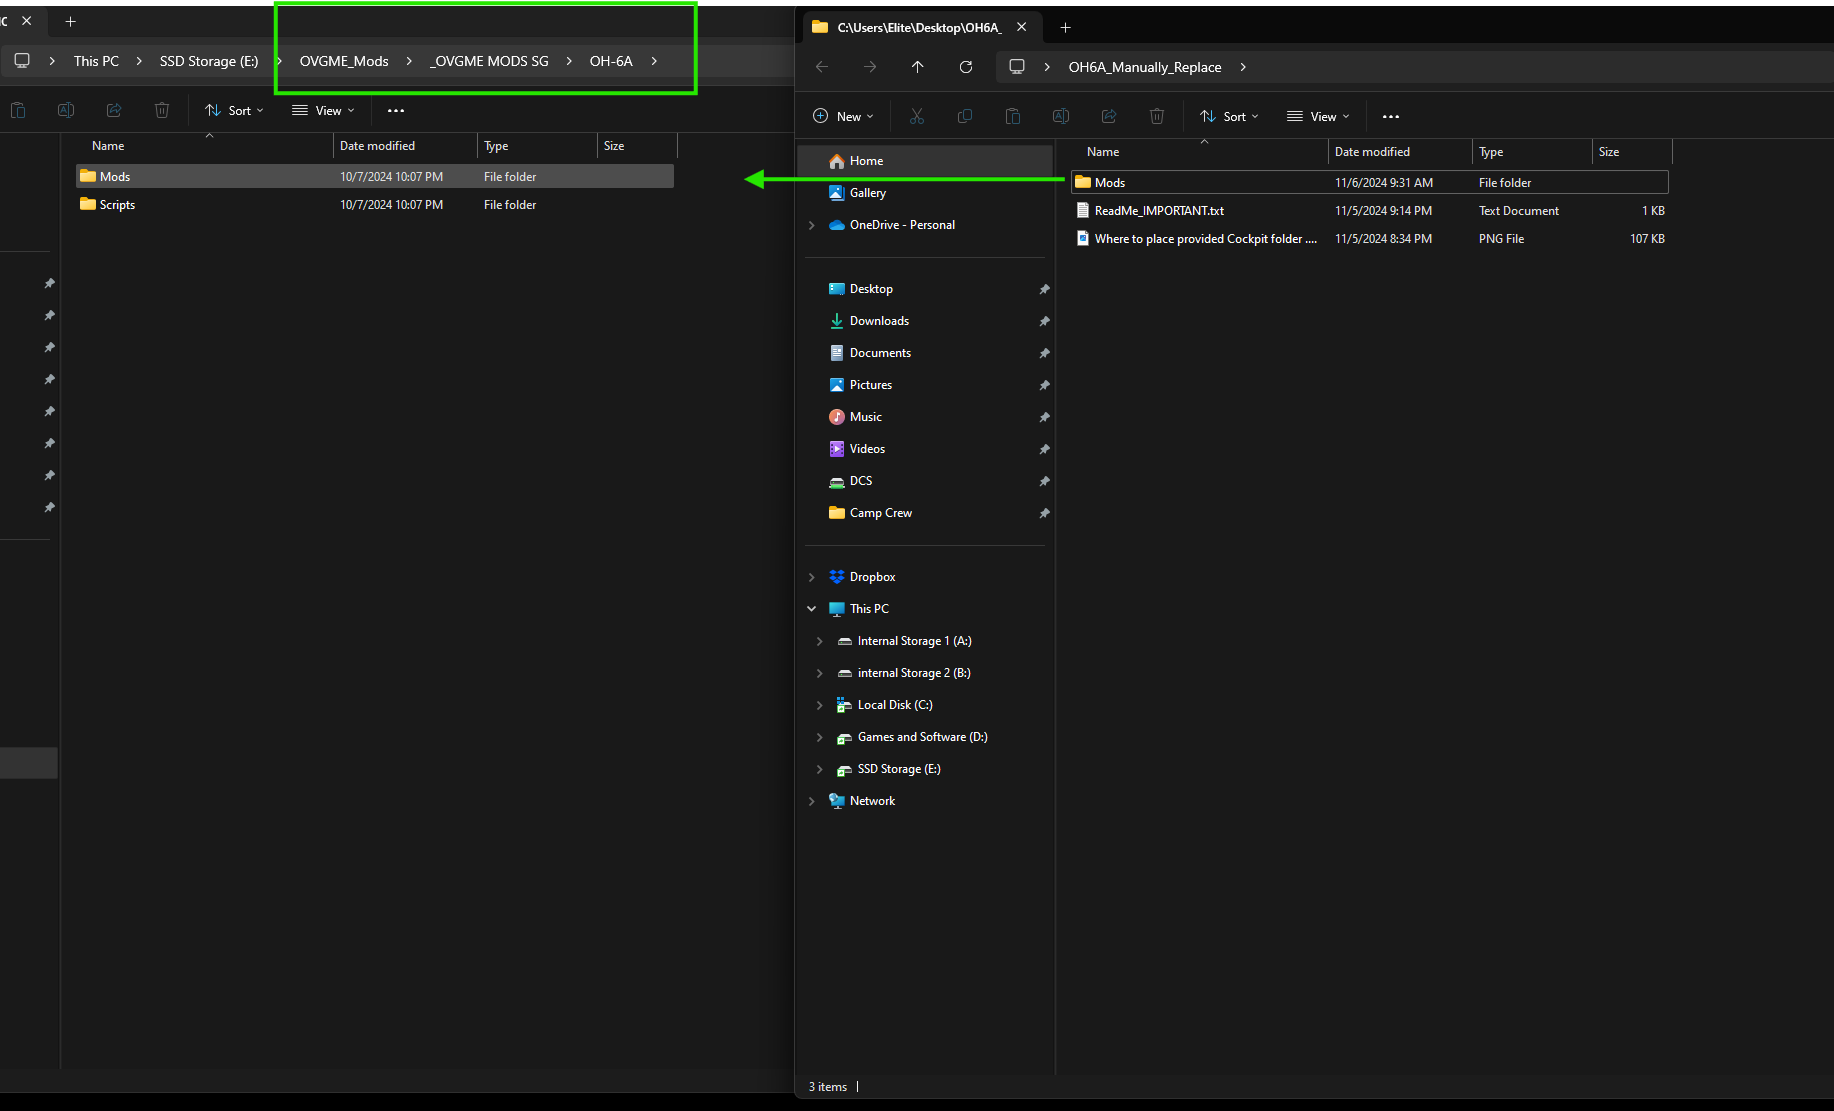 This PC > SSD Storage (E:) > OVGME_Mods > _OVGME MODS SG > OH-6A >
Sort View
Name Date modified Type Size
Mods 10/7/2024 10:07 PM File folder
Scripts 10/7/2024 10:07 PM File folder
C:\Users\Elite\Desktop\OH6A_
OH6A_Manually_Replace >
New Sort View
Home
Gallery
OneDrive - Personal
Desktop
Downloads
Documents
Pictures
Music
Videos
DCS
Camp Crew
Dropbox
This PC
Internal Storage 1 (A:)
internal Storage 2 (B:)
Local Disk (C:)
Games and Software (D:)
SSD Storage (E:)
Network
Name Date modified Type Size
Mods 11/6/2024 9:31 AM File folder
ReadMe_IMPORTANT.txt 11/5/2024 9:14 PM Text Document 1 KB
Where to place provided Cockpit folder .... 11/5/2024 8:34 PM PNG File 107 KB
3 items